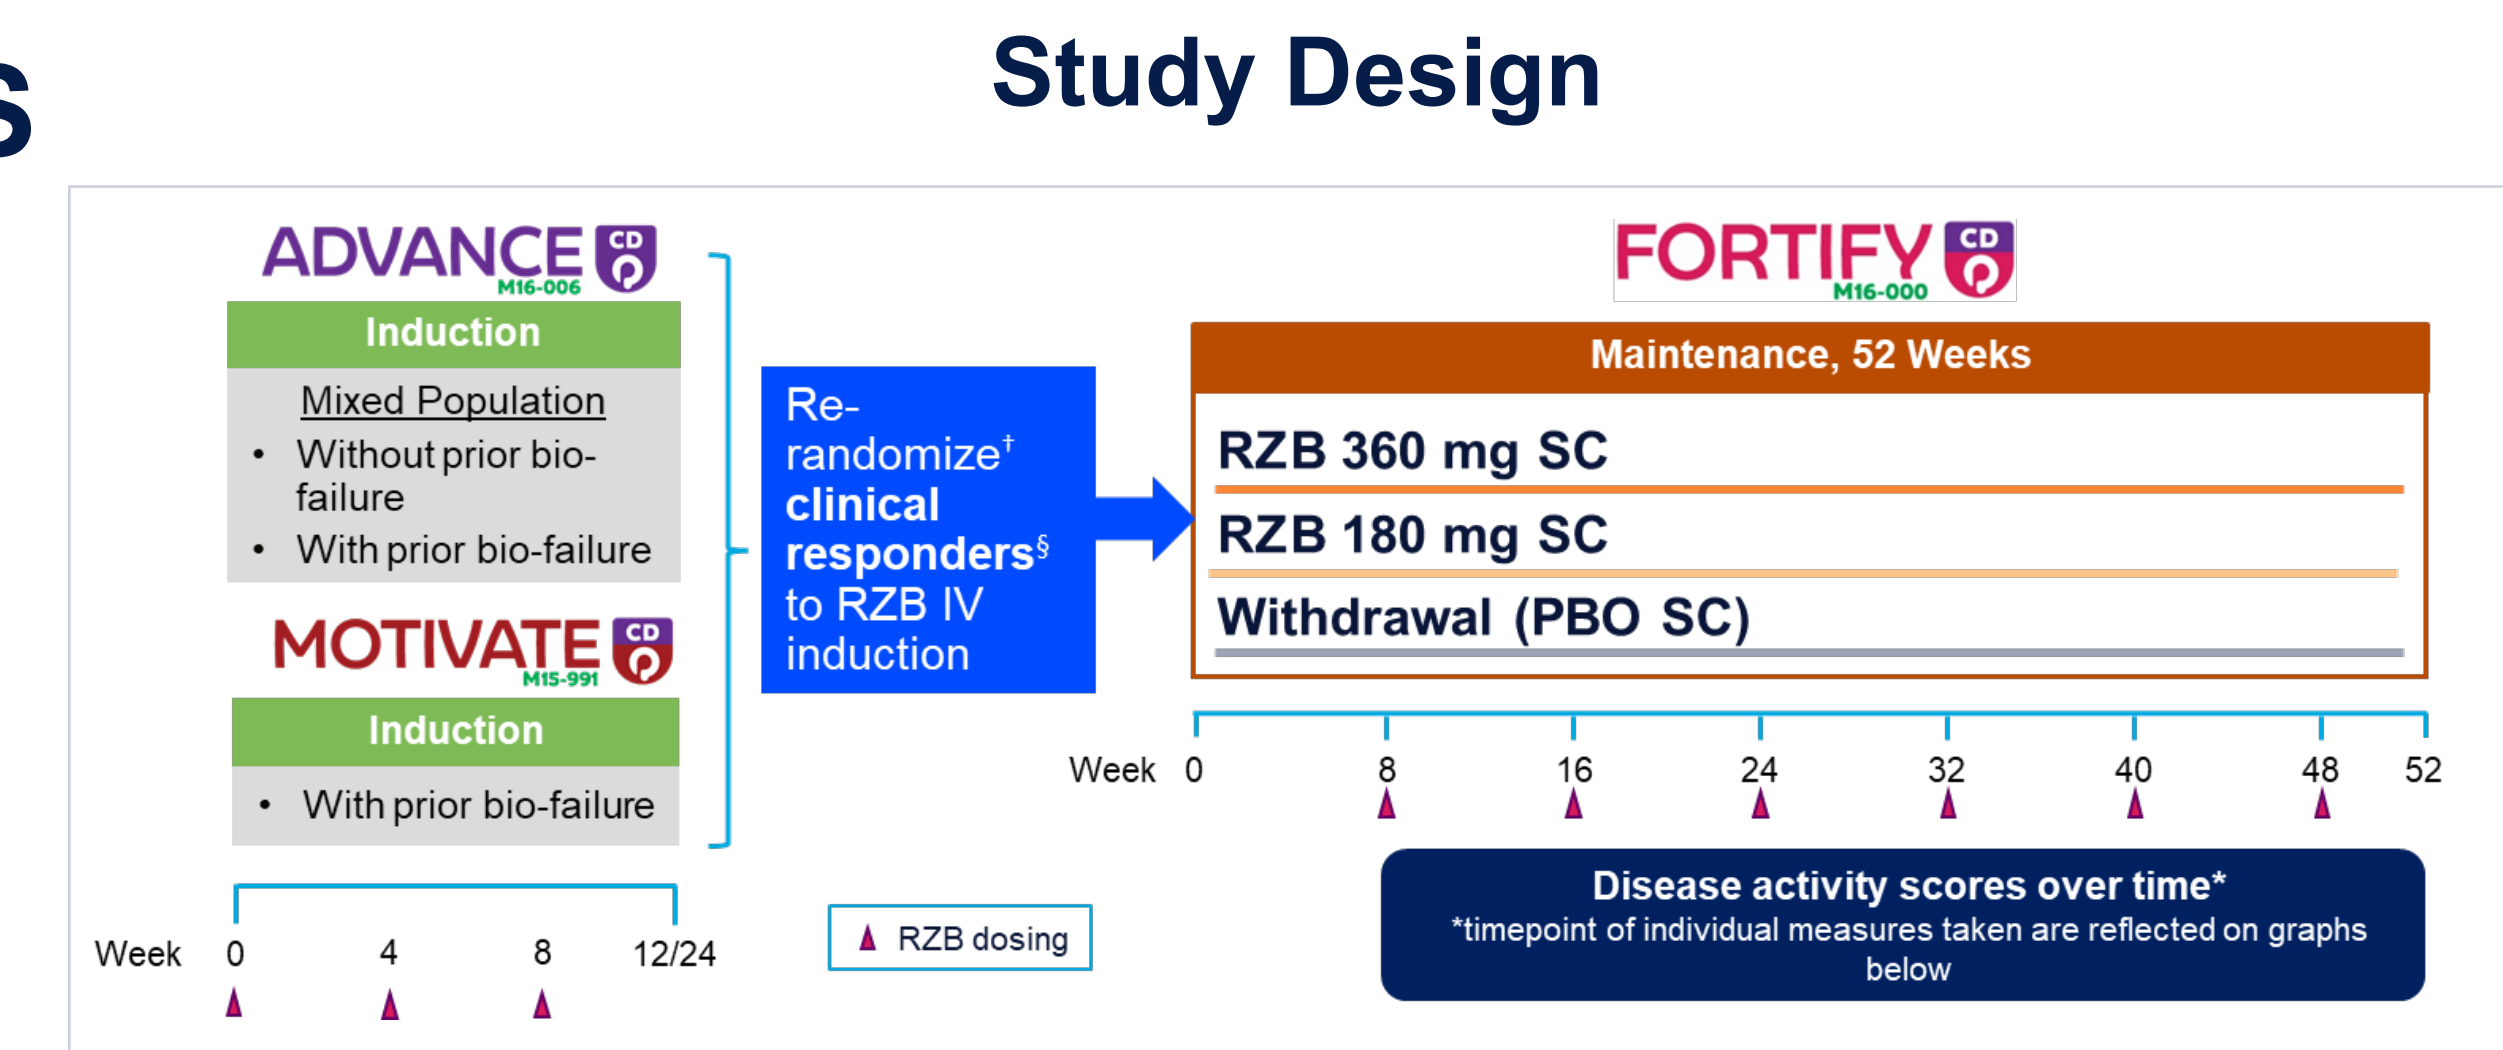 s
Study Design
ADVANCE CD
M16-006
Induction
Mixed Population
• Without prior bio-
failure
• With prior bio-failure
MOTIVATE CD
M15-991
Induction
• With prior bio-failure
Week 0 4 8 12/24
Re-
randomize†
clinical
responders§
to RZB IV
induction
RZB dosing
FORTIFY CD
M16-000
Maintenance, 52 Weeks
RZB 360 mg SC
RZB 180 mg SC
Withdrawal (PBO SC)
Week 0 8 16 24 32 40 48 52
Disease activity scores over time*
*timepoint of individual measures taken are reflected on graphs
below